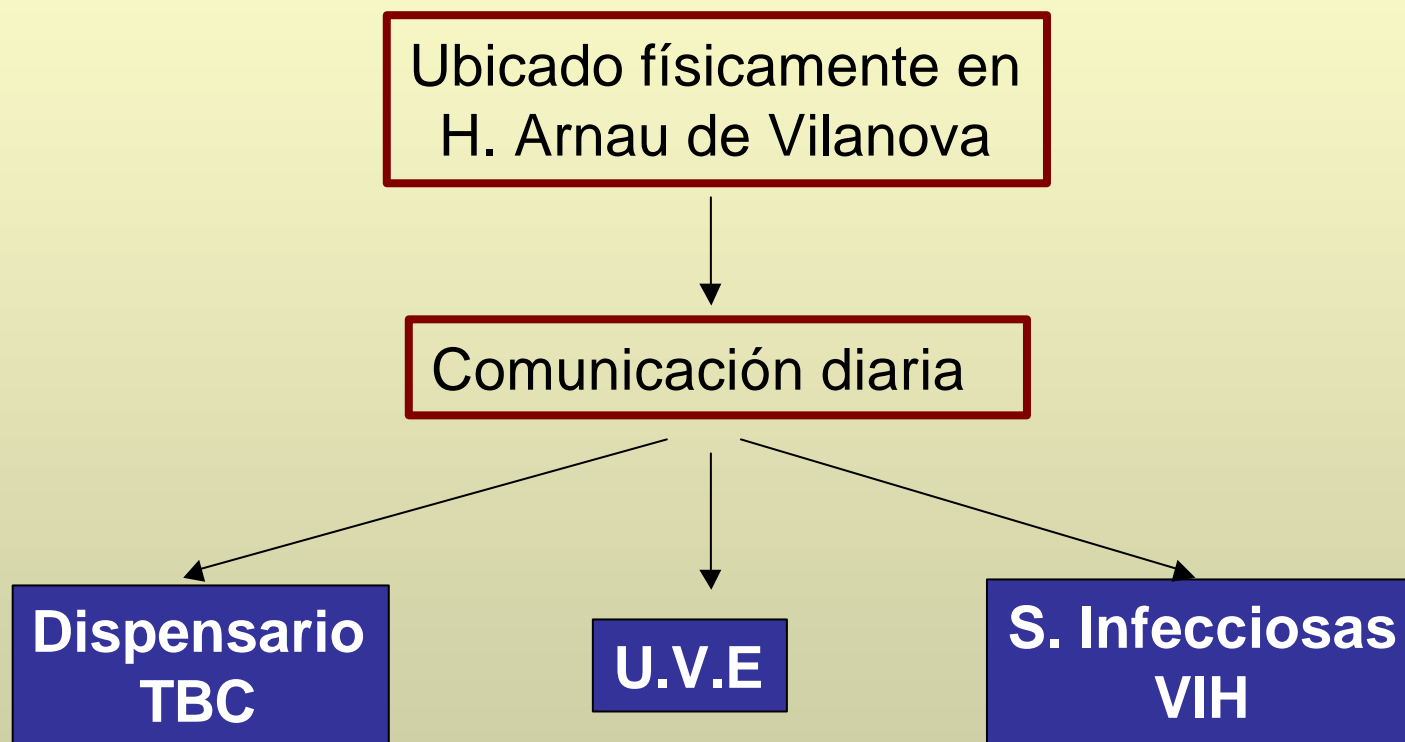 Ubicado físicamente en
H. Arnau de Vilanova
Comunicación diaria
Dispensario
TBC
U.V.E
S. Infecciosas
VIH